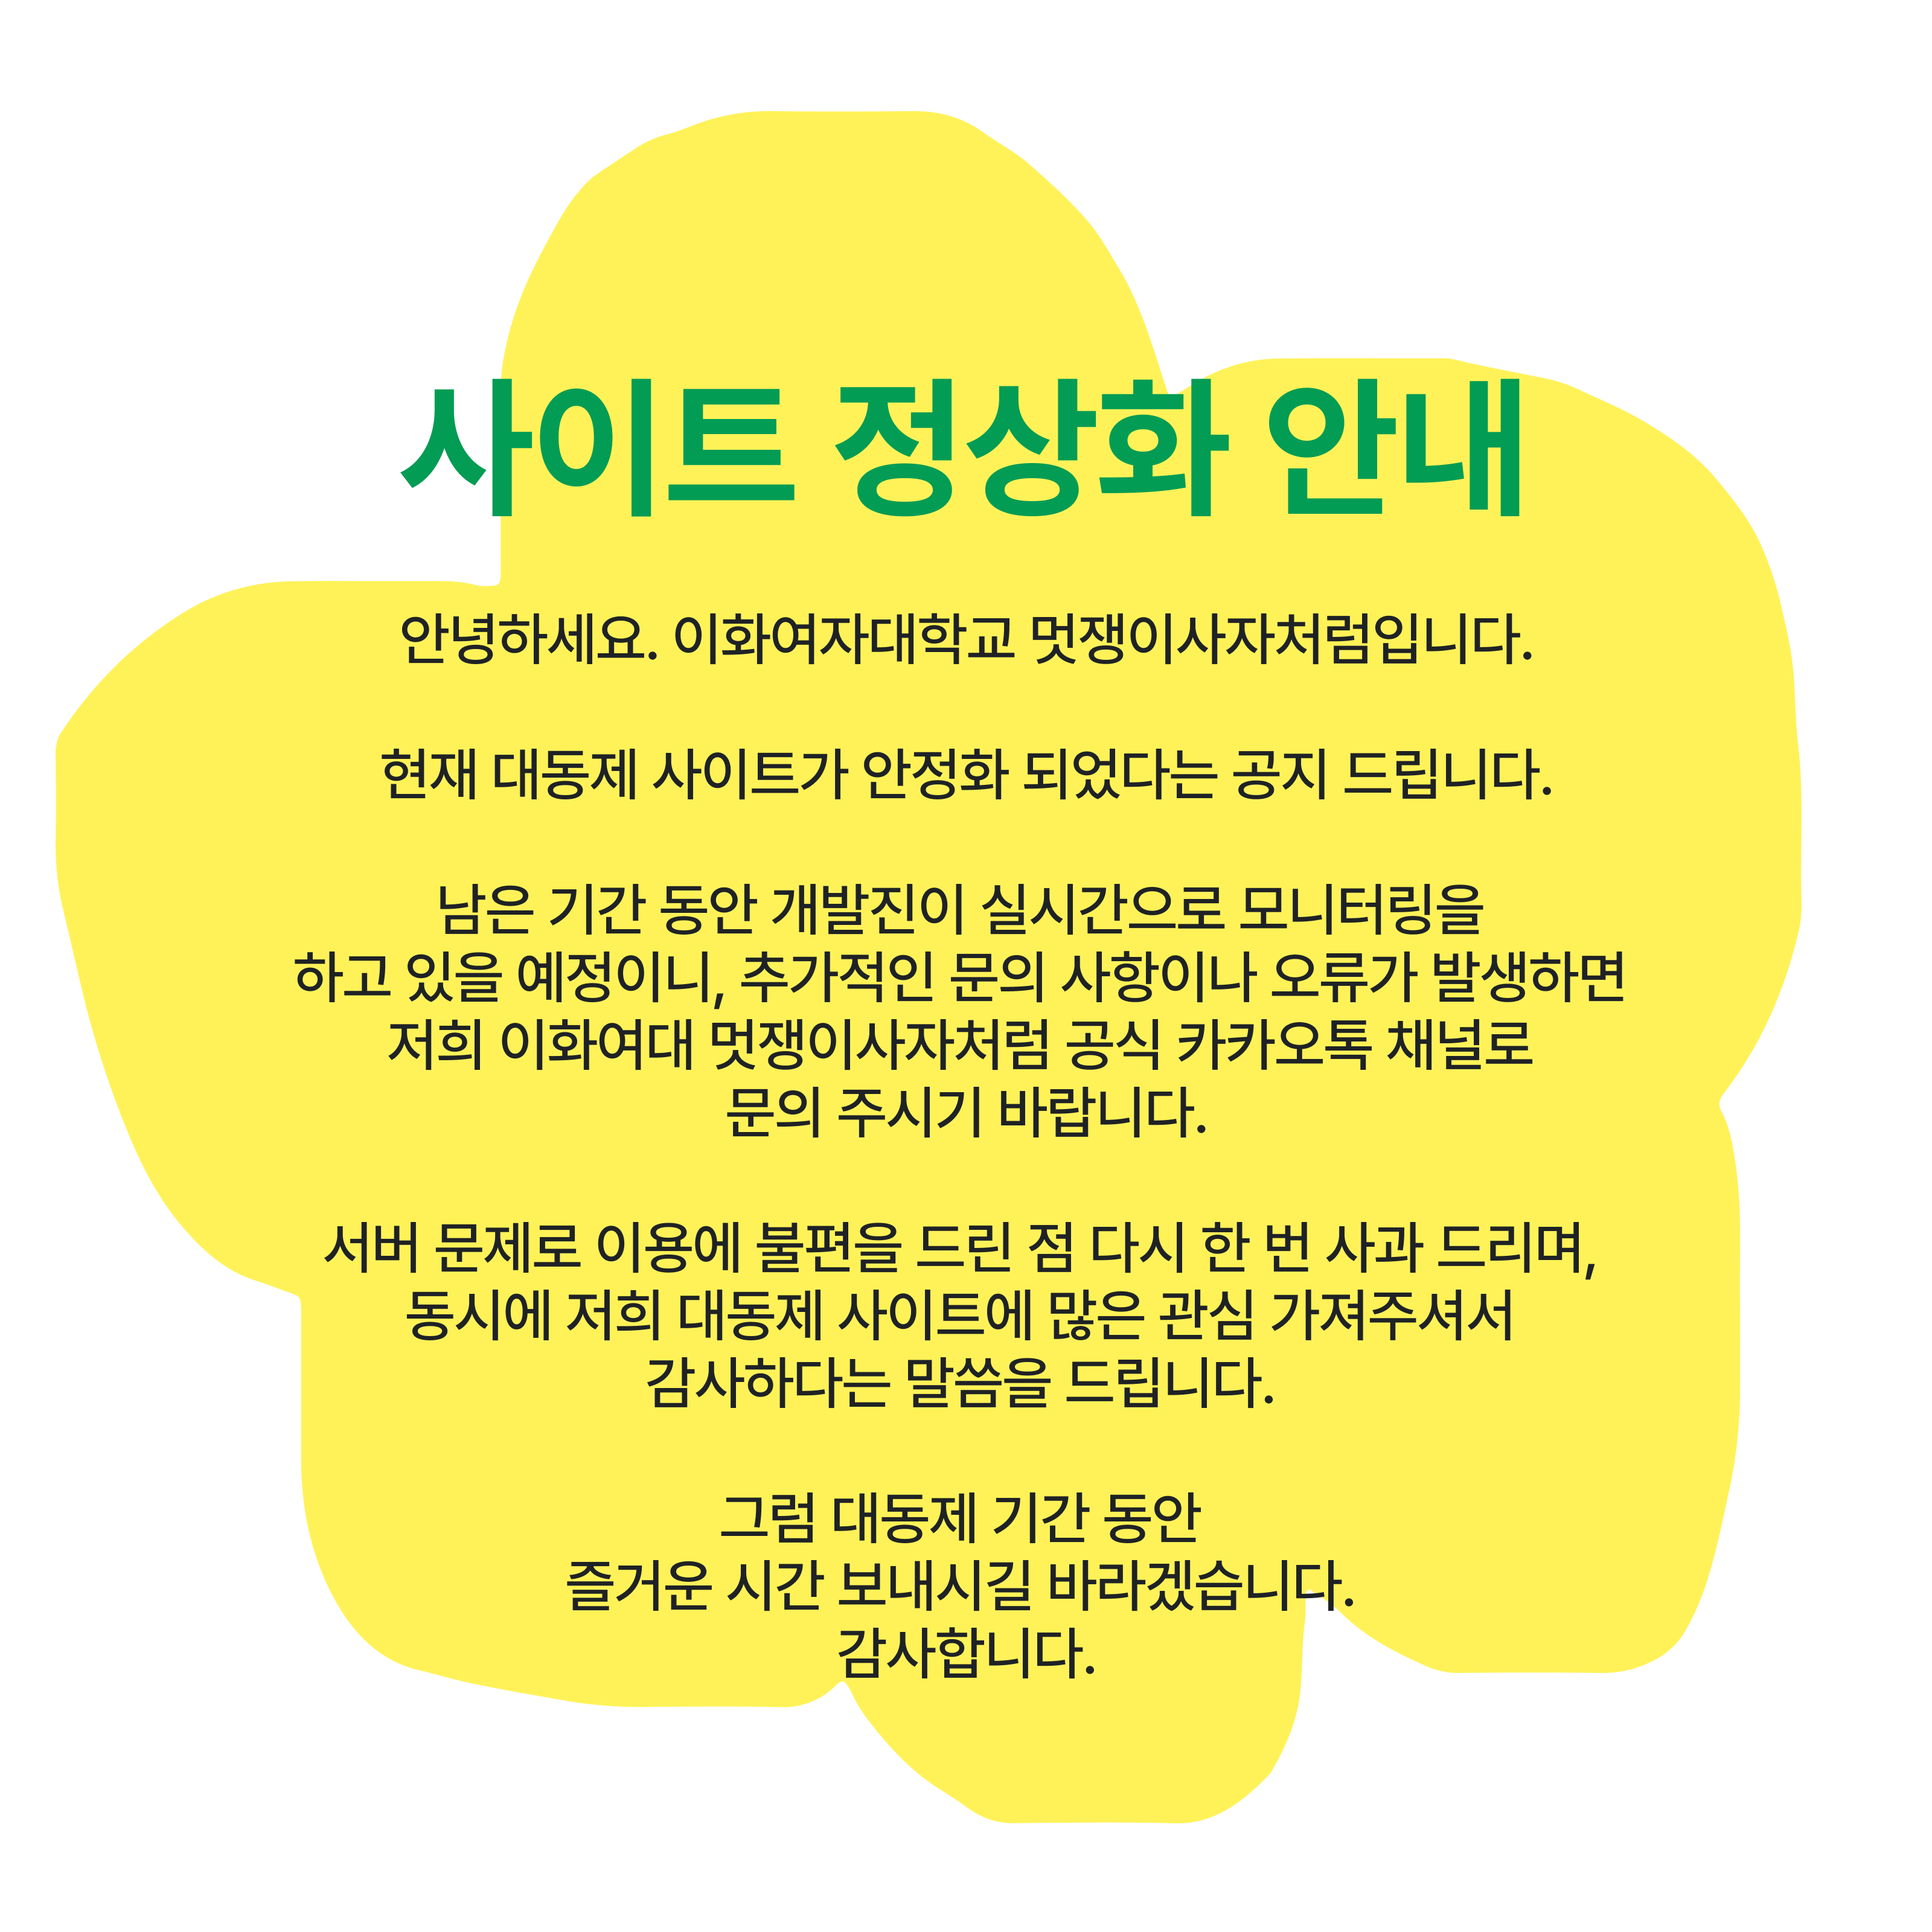 사이트 정상화 안내
안녕하세요. 이화여자대학교 멋쟁이사자처럼입니다.
현재 대동제 사이트가 안정화 되었다는 공지 드립니다.
남은 기간 동안 개발진이 실시간으로 모니터링을
하고 있을 예정이니, 추가적인 문의 사항이나 오류가 발생하면
저희 이화여대 멋쟁이사자처럼 공식 카카오톡 채널로
문의 주시기 바랍니다.
서버 문제로 이용에 불편을 드린 점 다시 한 번 사과 드리며,
동시에 저희 대동제 사이트에 많은 관심 가져주셔서
감사하다는 말씀을 드립니다.
그럼 대동제 기간 동안
즐거운 시간 보내시길 바라겠습니다.
감사합니다.